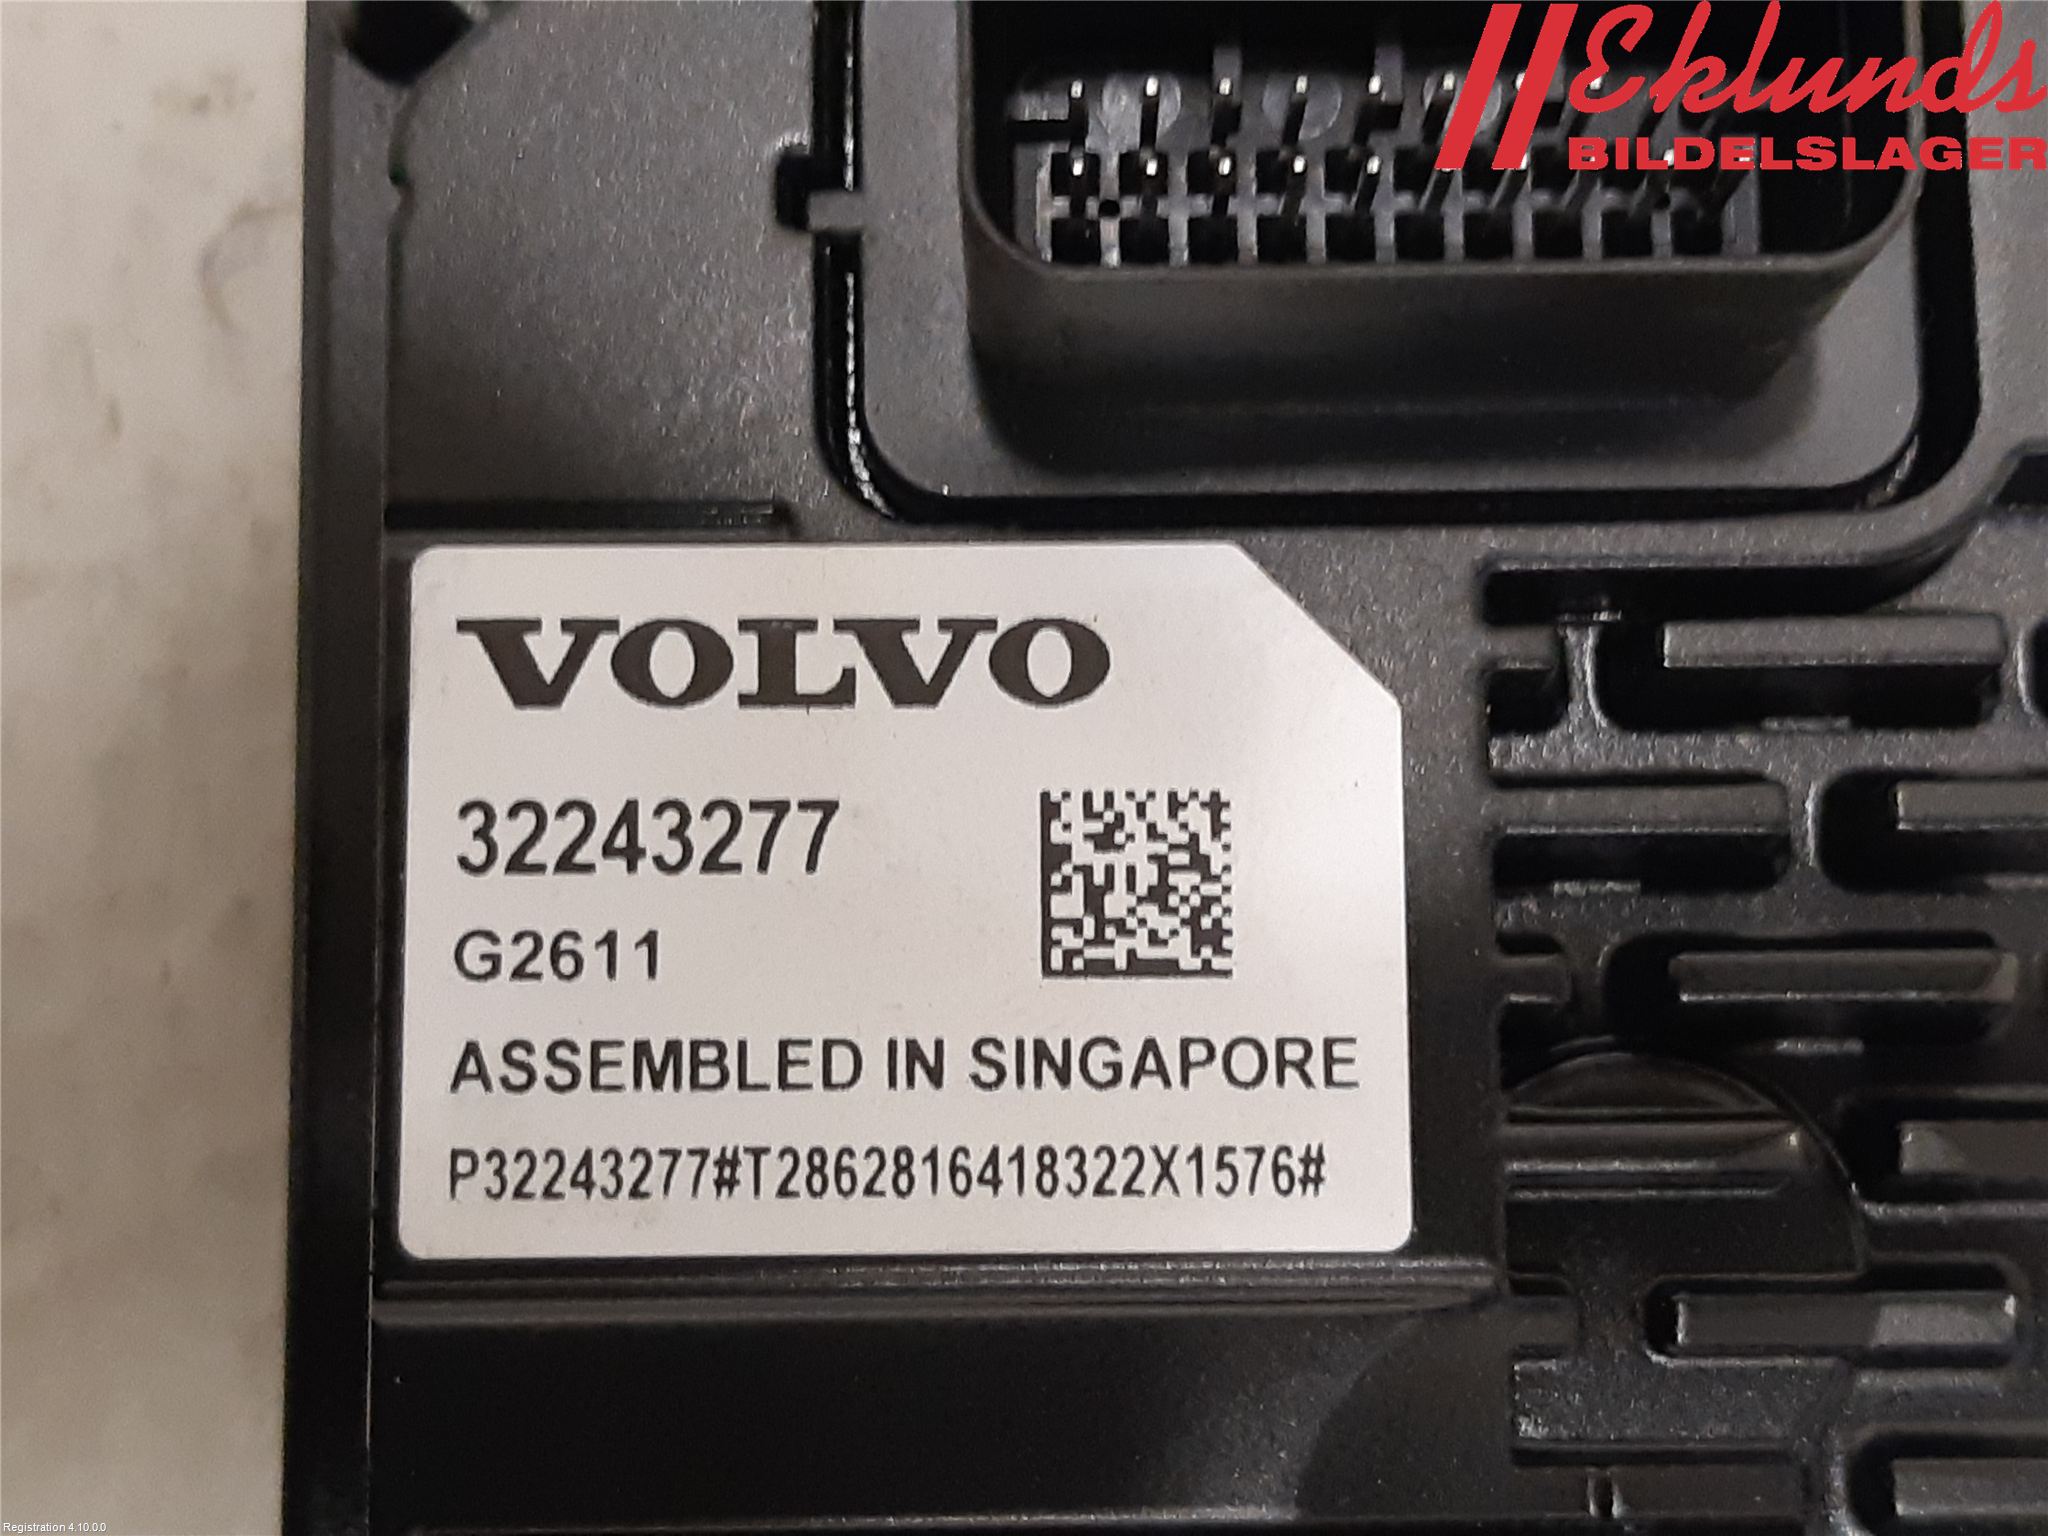 Eklunds
BILDELSLAGER
VOLVO
32243277
G2611
ASSEMBLED IN SINGAPORE
P32243277#T2862816418322X1576#
Registration 4.10.0.0